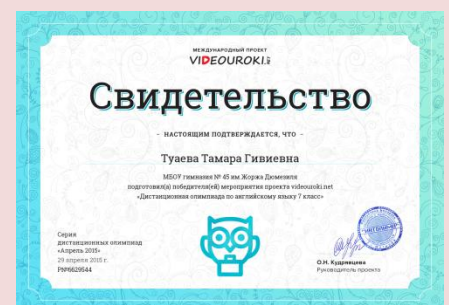 МЕЖДУНАРОДНЫЙ ПРОЕКТ
VIDEOUROKI.net
Свидетельство
- НАСТОЯЩИМ ПОДТВЕРЖДАЕТСЯ, ЧТО -
Туаева Тамара Гивиевна
МБОУ гимназия № 45 им.Жоржа Дюмезиля
подготовил(а) победителя(ей) мероприятия проекта videouroki.net
«Дистанционная олимпиада по английскому языку 7 класс»
Серия
дистанционных олимпиад
«Апрель 2015»
29 апреля 2015 г.
О.Н. Кудрявцева
Руководитель проекта